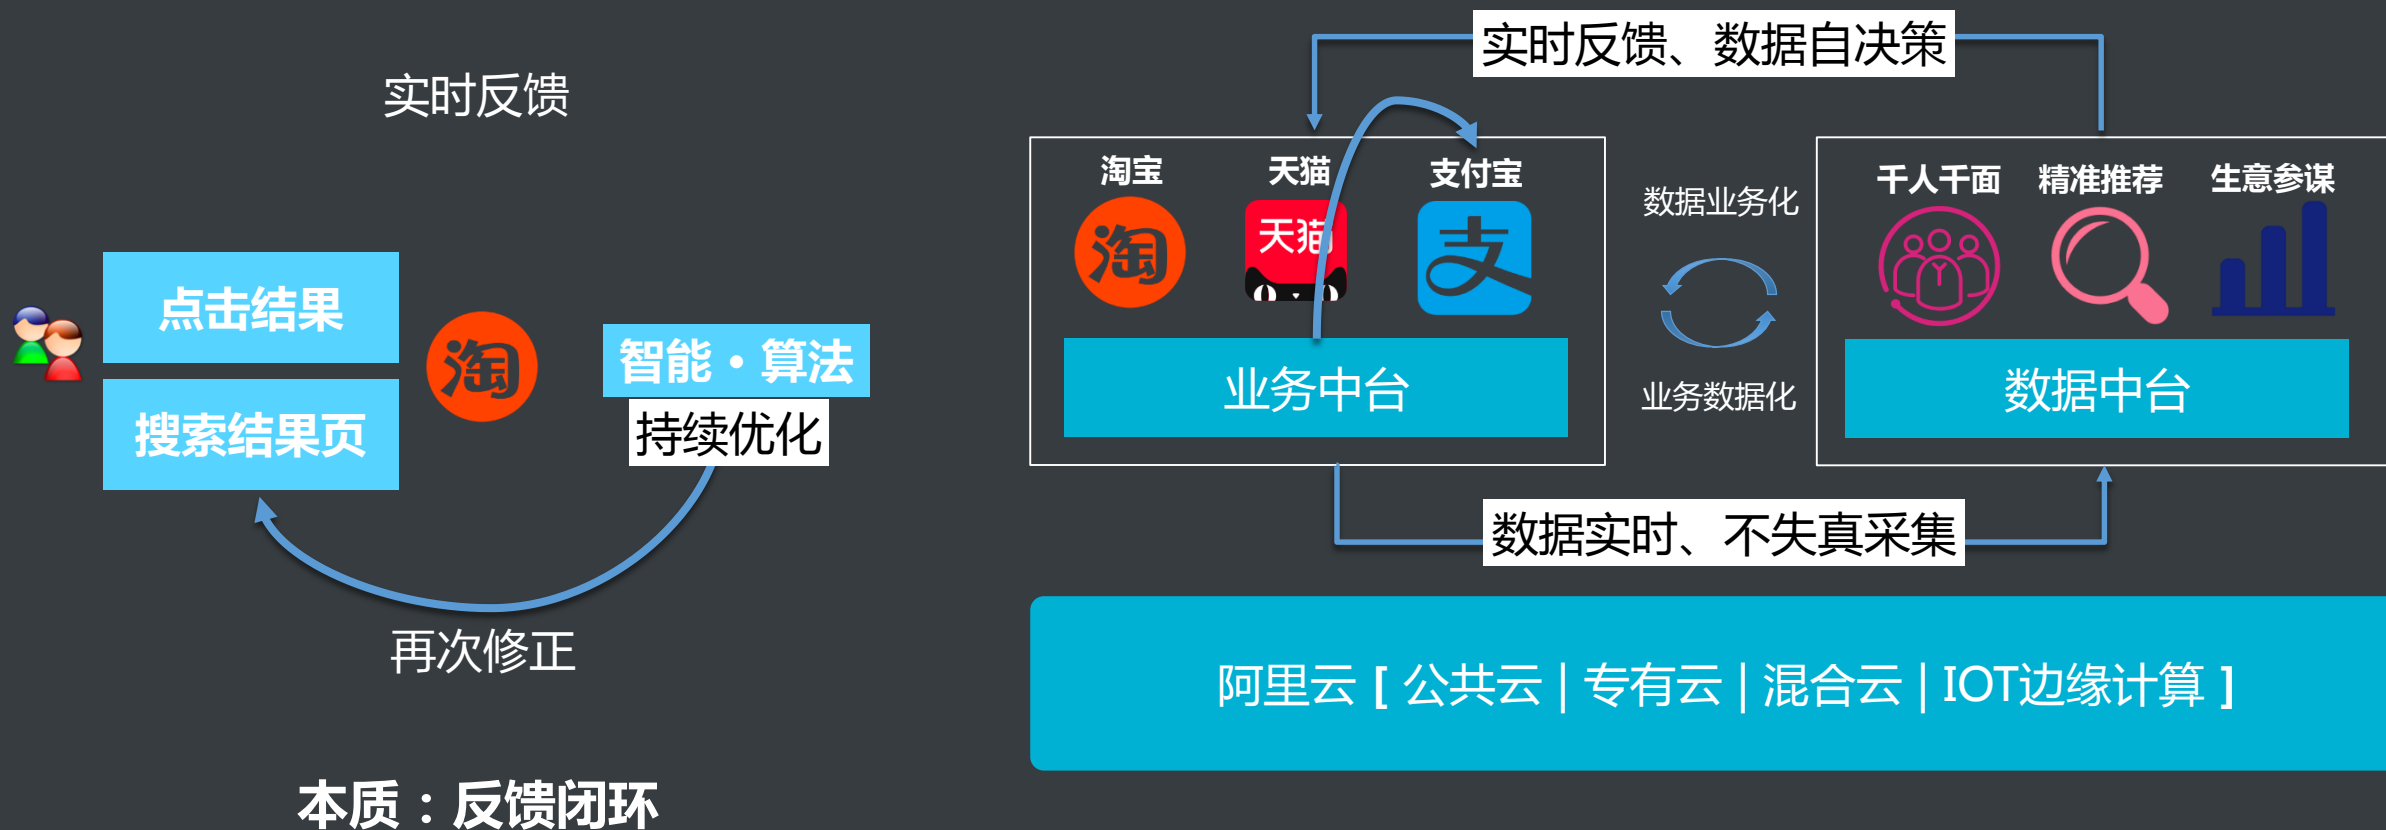 实时反馈
点击结果
搜索结果页
淘
智能·算法
持续优化
再次修正
本质：反馈闭环
实时反馈、数据自决策
淘宝
天猫
支付宝
淘
天猫
支
业务中台
数据业务化
业务数据化
千人千面
精准推荐
生意参谋
数据中台
数据实时、不失真采集
阿里云 [ 公共云 | 专有云 | 混合云 | IOT边缘计算 ]